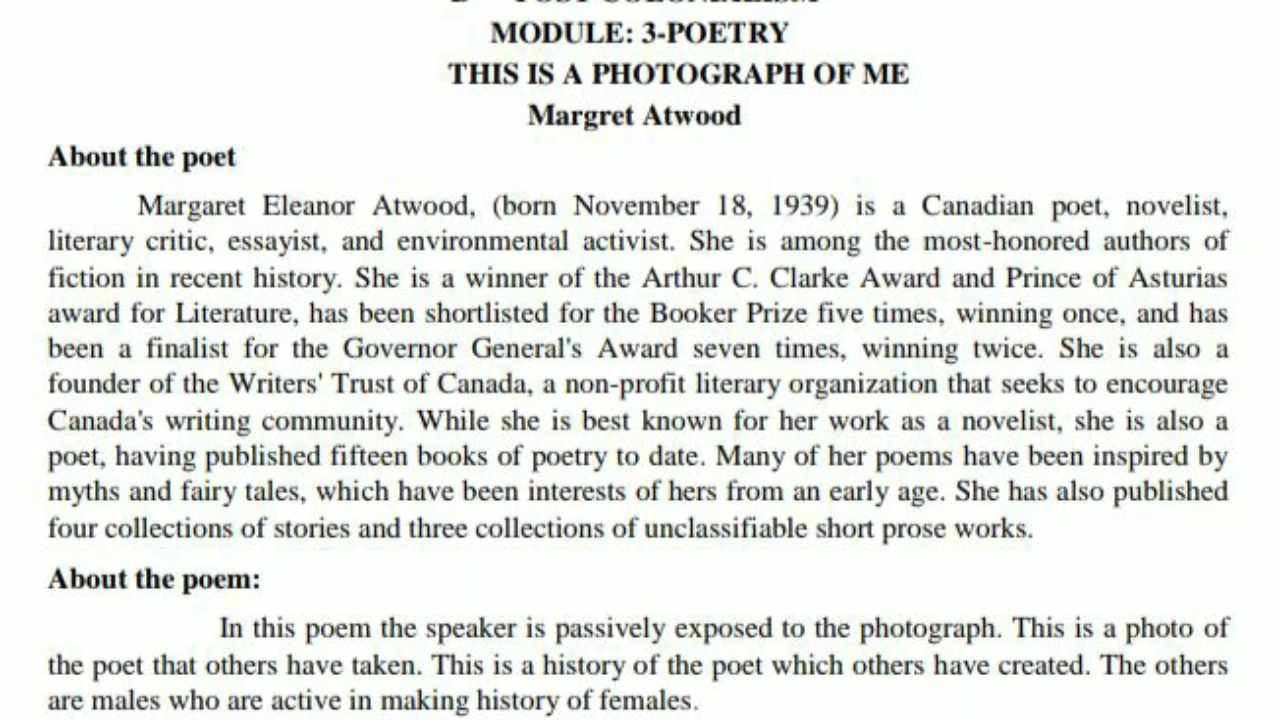 MODULE: 3-POETRY
THIS IS A PHOTOGRAPH OF ME
Margret Atwood
About the poet
Margaret Eleanor Atwood, (born November 18, 1939) is a Canadian poet, novelist,
literary critic, essayist, and environmental activist. She is among the most-honored authors of
fiction in recent history. She is a winner of the Arthur C. Clarke Award and Prince of Asturias
award for Literature, has been shortlisted for the Booker Prize five times, winning once, and has
been a finalist for the Governor General's Award seven times, winning twice. She is also a
founder of the Writers' Trust of Canada, a non-profit literary organization that seeks to encourage
Canada's writing community. While she is best known for her work as a novelist, she is also a
poet, having published fifteen books of poetry to date. Many of her poems have been inspired by
myths and fairy tales, which have been interests of hers from an early age. She has also published
four collections of stories and three collections of unclassifiable short prose works.
About the poem:
In this poem the speaker is passively exposed to the photograph. This is a photo of
the poet that others have taken. This is a history of the poet which others have created. The others
are males who are active in making history of females.